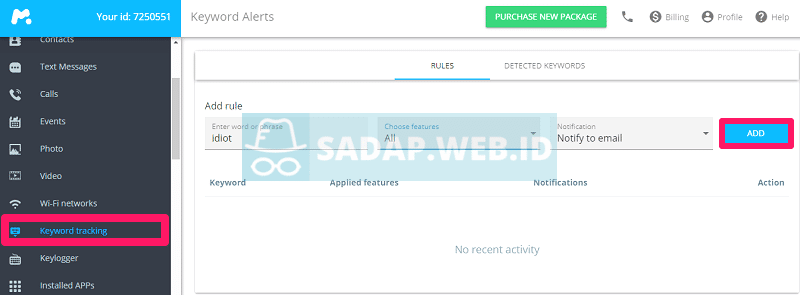 Your id: 7250551
Keyword Alerts
PURCHASE NEW PACKAGE
Billing
Profile
Help
Contacts
Text Messages
Calls
Events
Photo
Video
Wi-Fi networks
Keyword tracking
Keylogger
Installed APPs
RULES
DETECTED KEYWORDS
Add rule
Enter word or phrase
idiot
Choose features
All
Notification
Notify to email
ADD
SADAP.WEB.ID
Keyword
Applied features
Notifications
Action
No recent activity